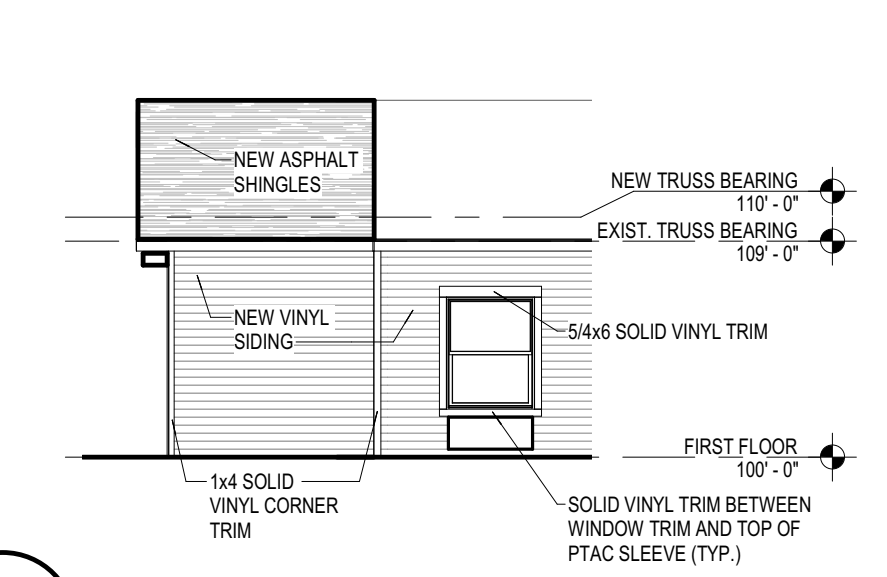 NEW ASPHALT
SHINGLES
NEW TRUSS BEARING
110' - 0"
EXIST. TRUSS BEARING
109' - 0"
NEW VINYL
SIDING
5/4x6 SOLID VINYL TRIM
FIRST FLOOR
100' - 0"
1x4 SOLID
VINYL CORNER
TRIM
SOLID VINYL TRIM BETWEEN
WINDOW TRIM AND TOP OF
PTAC SLEEVE (TYP.)